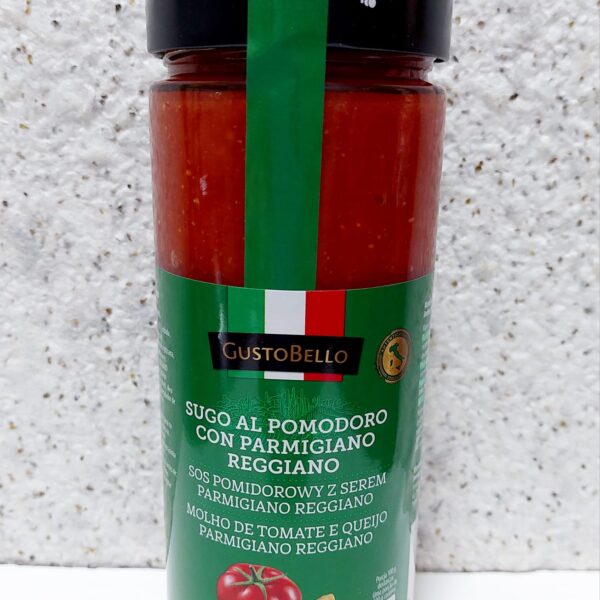 GUSTOBELLO
SUGO AL POMODORO
CON PARMIGIANO
REGGIANO
SOS POMIDOROWY Z SEREM
PARMIGIANO REGGIANO
MOLHO DE TOMATE E QUEIJO
PARMIGIANO REGGIANO